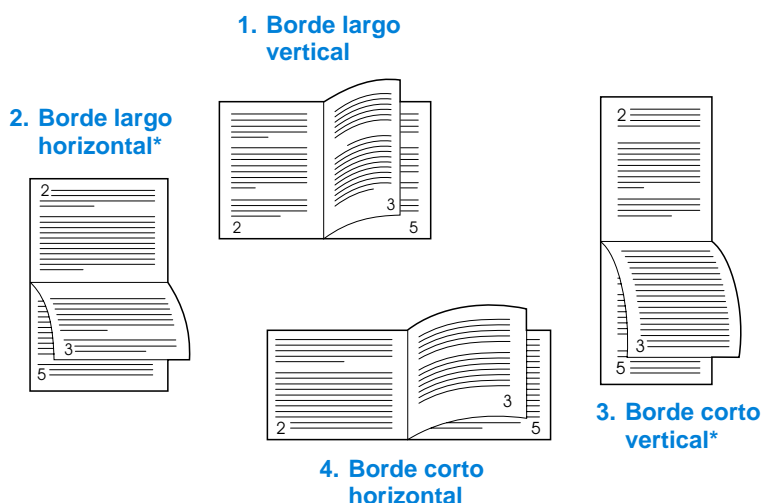 1. Borde largo
vertical
2. Borde largo
horizontal*
2
3
5
2
3
5
2
3
5
2
3
5
3. Borde corto
vertical*
4. Borde corto
horizontal